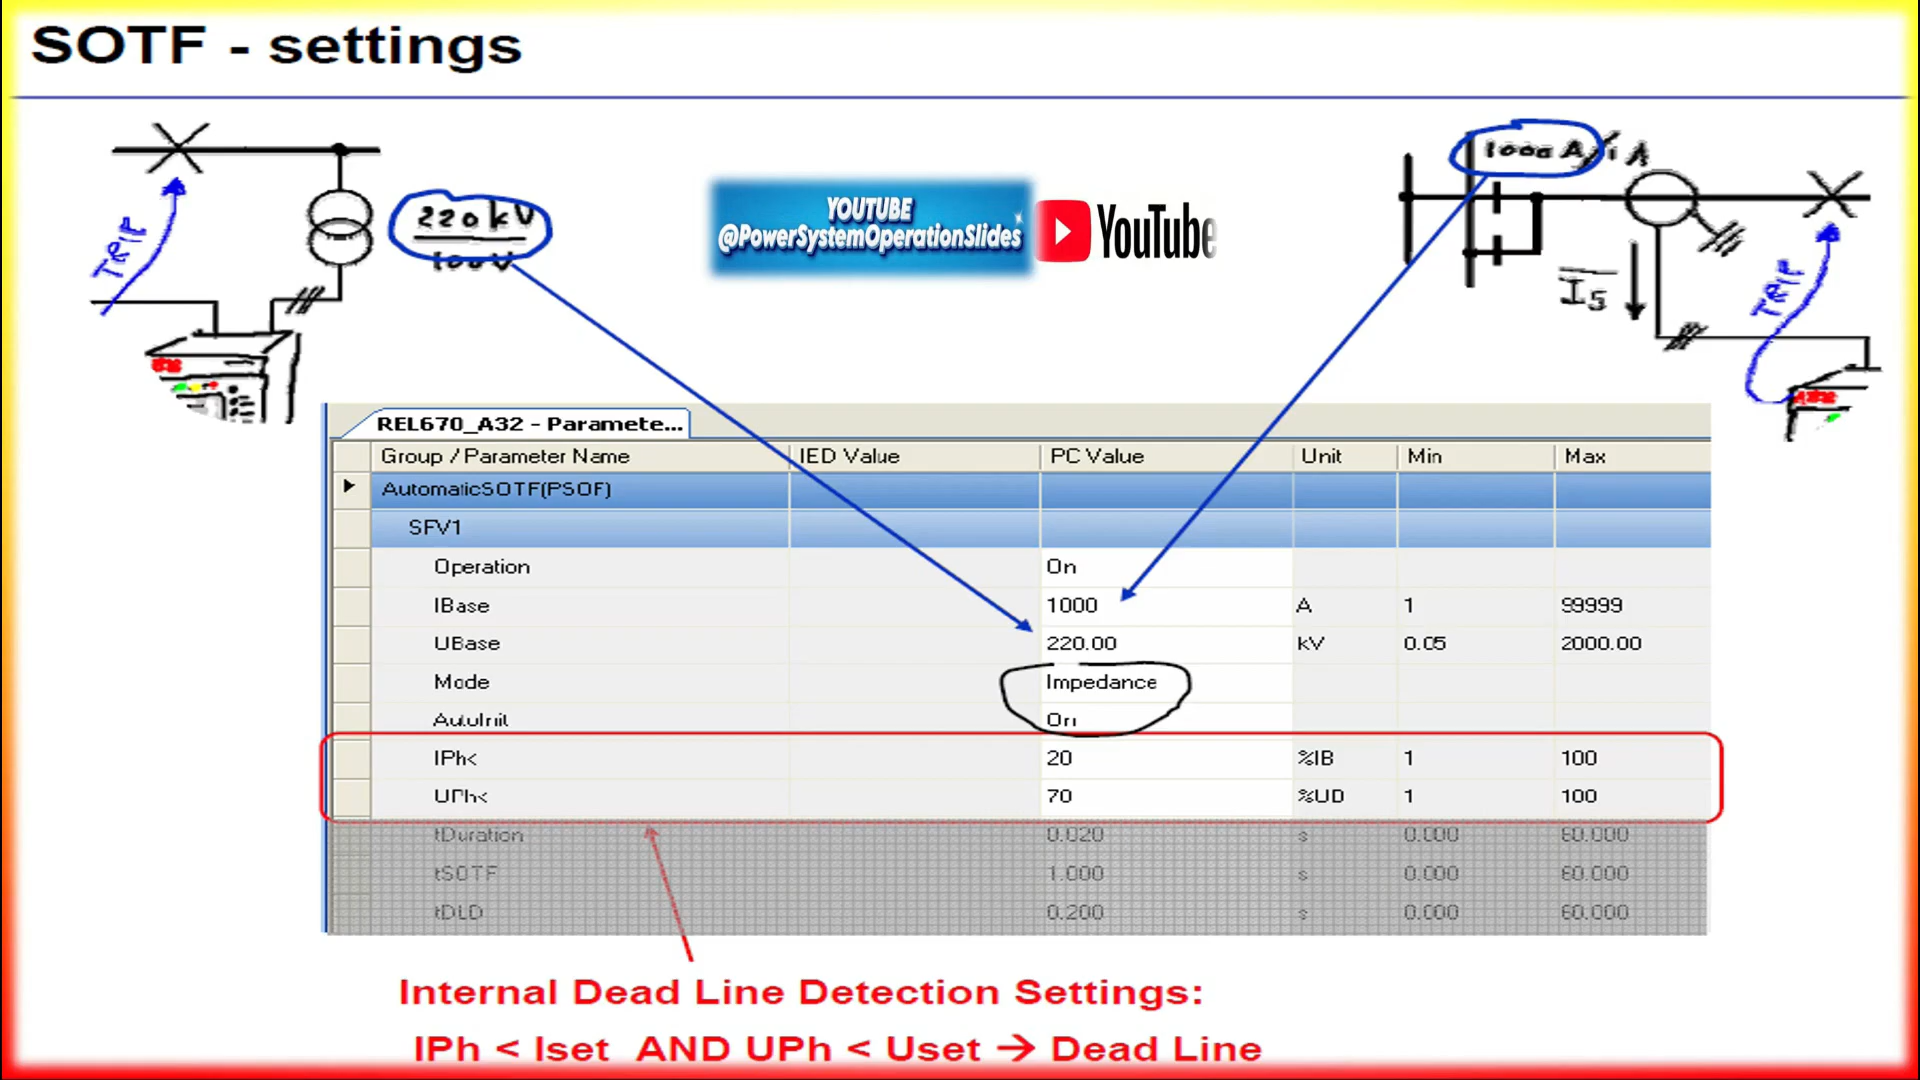 SOTF - settings
TRIP
220 kV
100V
YOUTUBE
@PowerSystemOperationSlides
YouTube
1000 A/1 A
I5
TRIP
REL670_A32 - Paramete...
Group / Parameter Name IED Value PC Value Unit Min Max
AutomaticSOTF(PSOF)
SFV1
Operation On
IBase 1000 A 1 99999
UBase 220.00 kV 0.05 2000.00
Mode Impedance
AutoInit On
IPh< 20 %IB 1 100
UPh< 70 %UB 1 100
tDuration 0.020 s 0.000 60.000
tSOTF 1.000 s 0.000 60.000
tDLD 0.200 s 0.000 60.000
Internal Dead Line Detection Settings:
IPh < Iset AND UPh < Uset → Dead Line